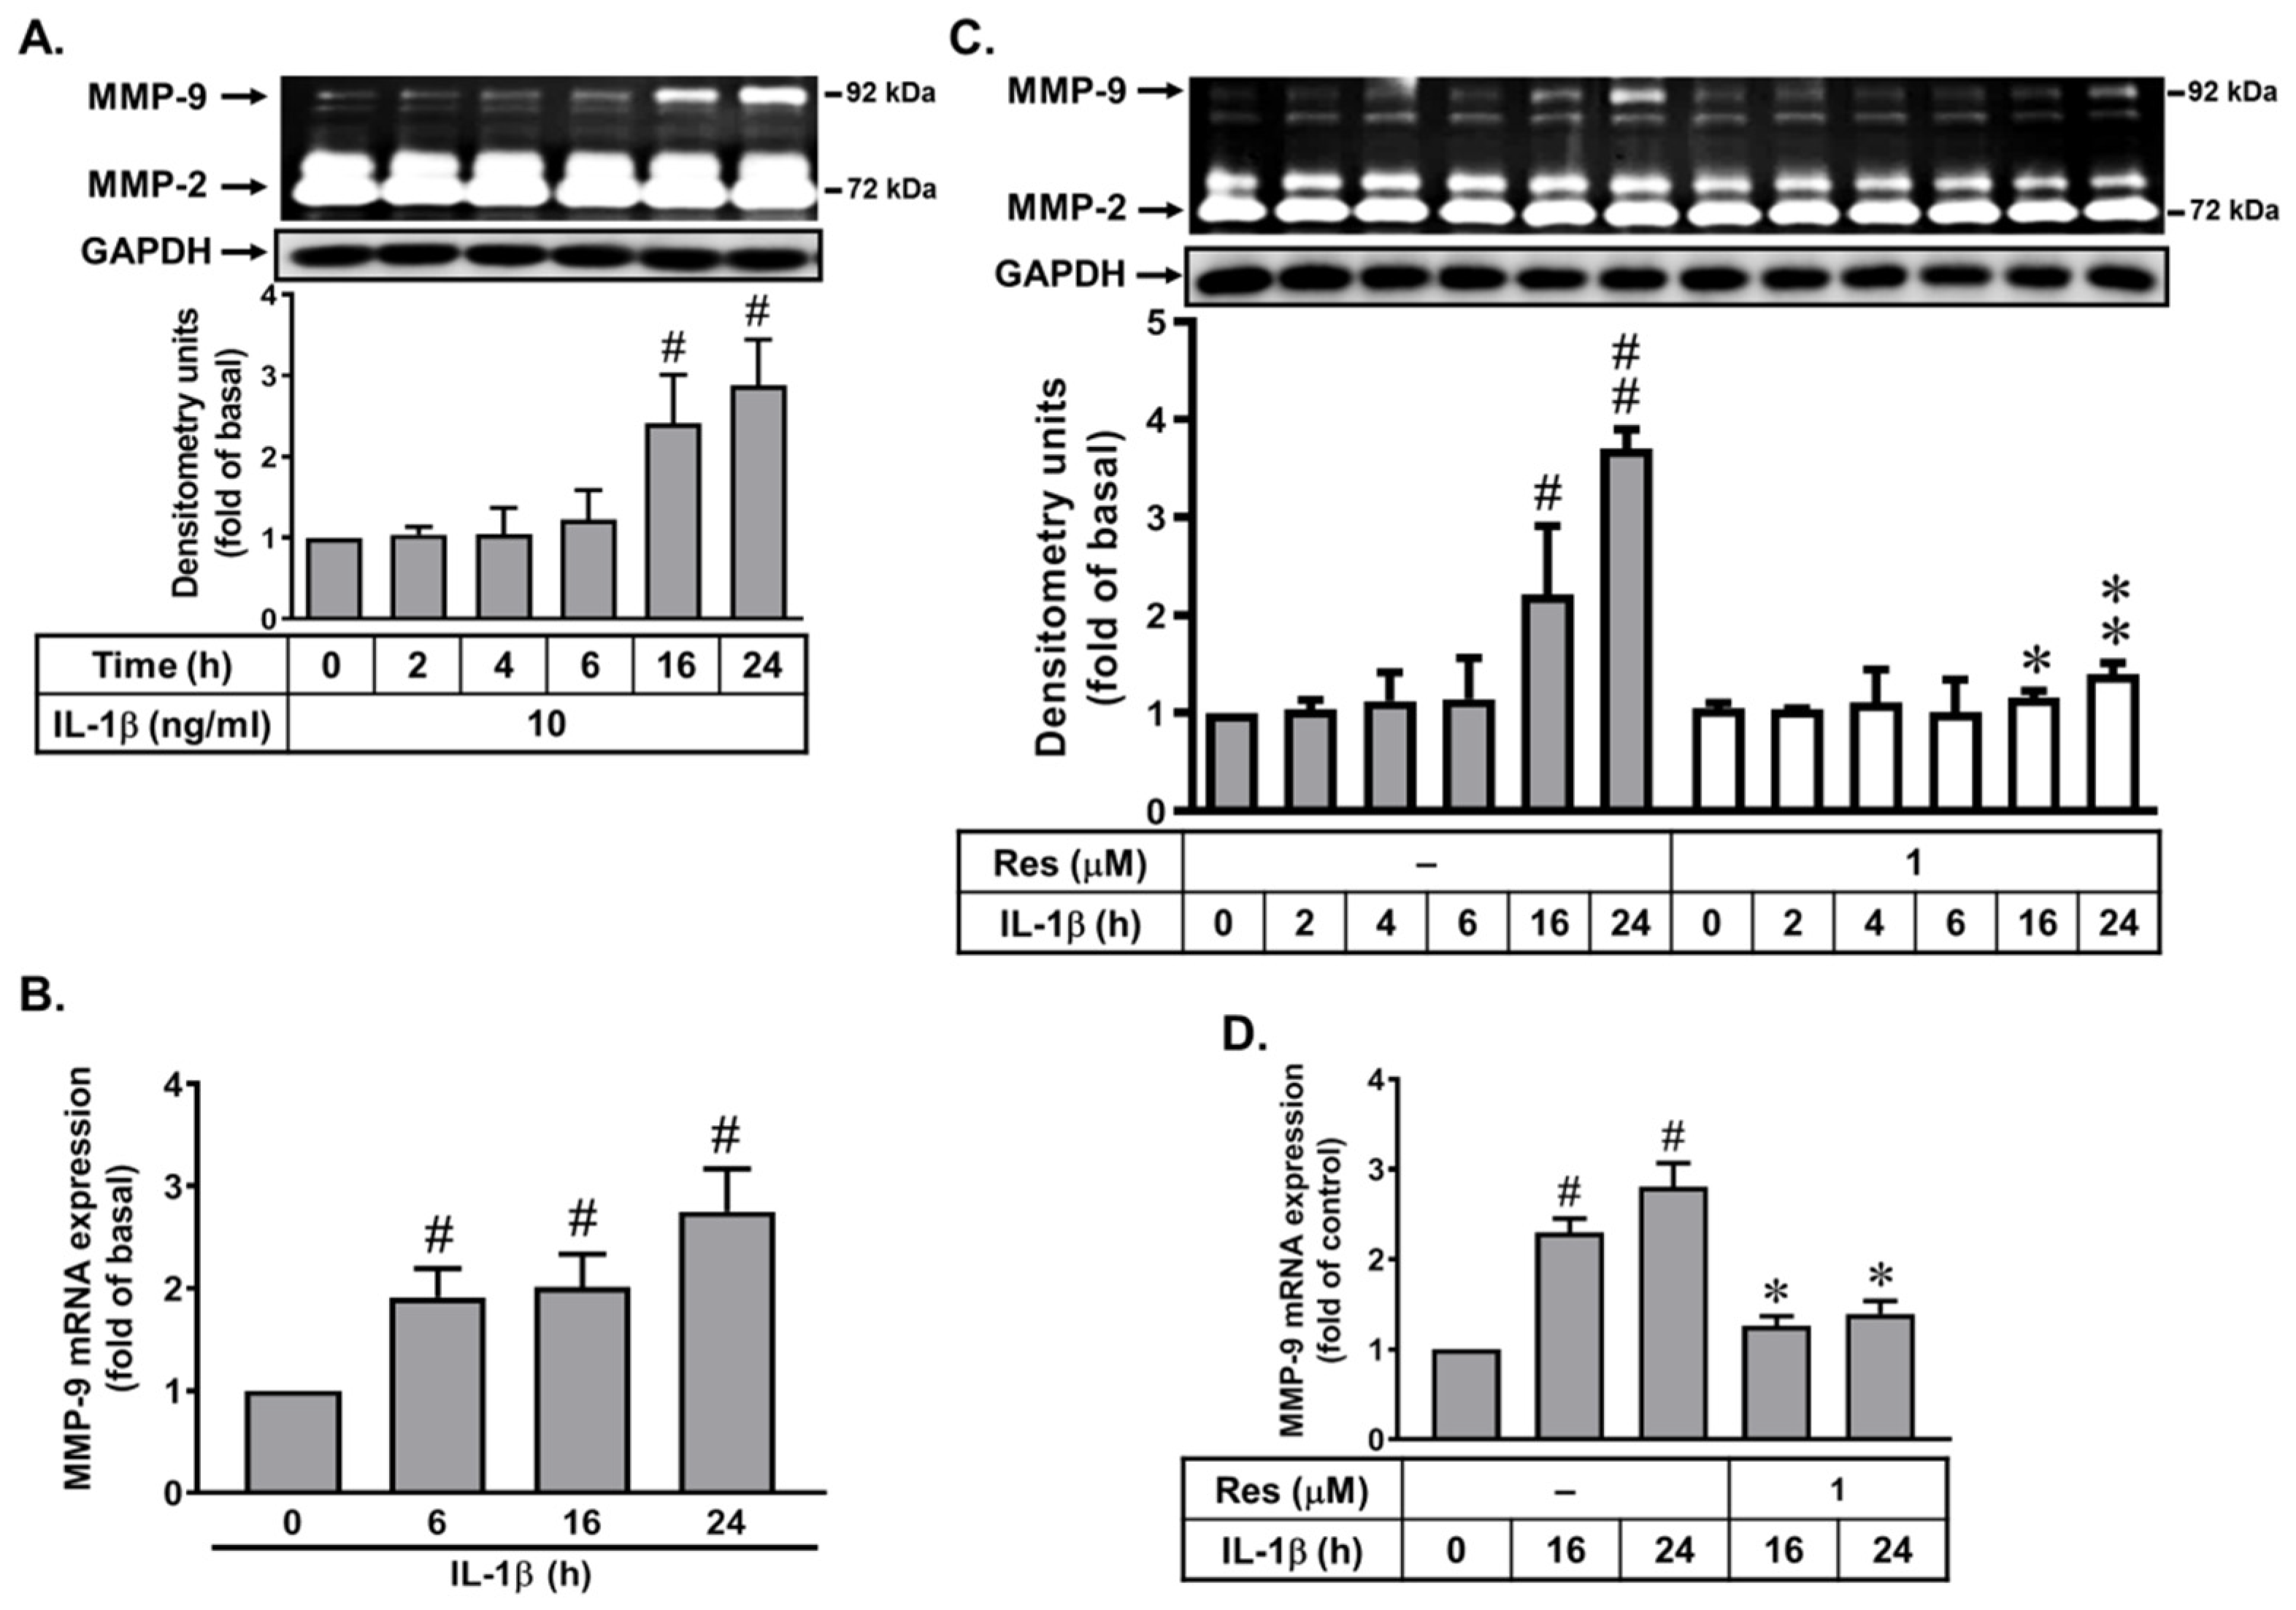 A.
MMP-9
92 kDa
MMP-2
72 kDa
GAPDH
Densitometry units
(fold of basal)
4
3
2
1
0
#
#
Time (h) 0 2 4 6 16 24
IL-1β (ng/ml) 10
C.
MMP-9
92 kDa
MMP-2
72 kDa
GAPDH
Densitometry units
(fold of basal)
5
4
3
2
1
0
#
#
#
*
*
*
Res (μM) – 1
IL-1β (h) 0 2 4 6 16 24 0 2 4 6 16 24
B.
MMP-9 mRNA expression
(fold of basal)
4
3
2
1
0
#
#
#
0 6 16 24
IL-1β (h)
D.
MMP-9 mRNA expression
(fold of control)
4
3
2
1
0
#
#
*
*
Res (μM) – 1
IL-1β (h) 0 16 24 16 24